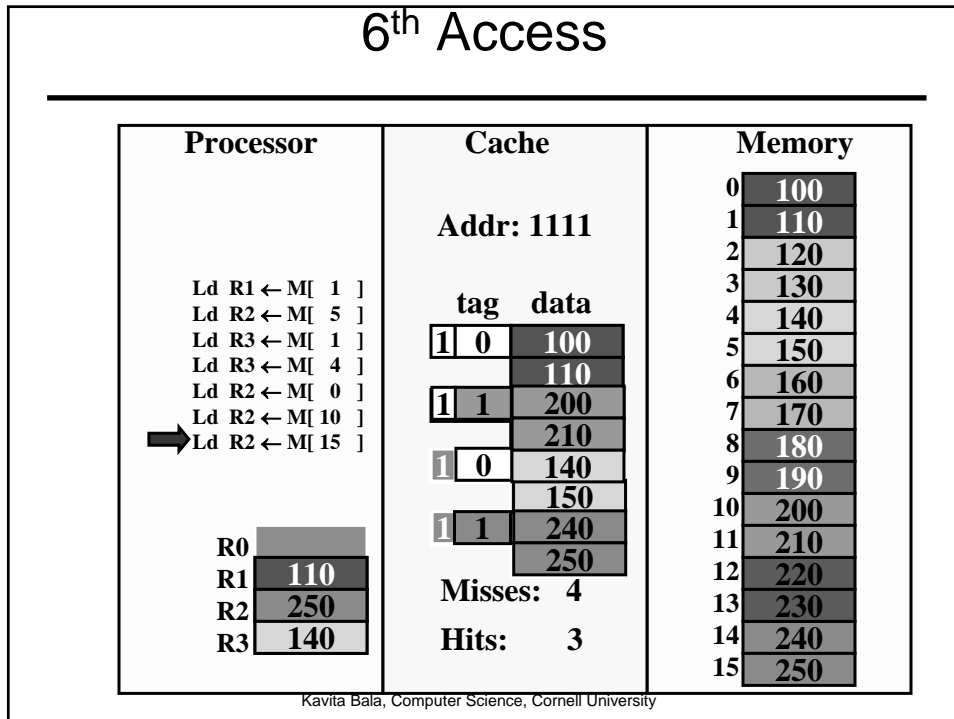 6th Access
Processor
Ld R1 ← M[ 1 ]
Ld R2 ← M[ 5 ]
Ld R3 ← M[ 1 ]
Ld R3 ← M[ 4 ]
Ld R2 ← M[ 0 ]
Ld R2 ← M[ 10 ]
Ld R2 ← M[ 15 ]
R0
R1 110
R2 250
R3 140
Cache
Addr: 1111
tag data
1 0 100
110
1 1 200
210
1 0 140
150
1 1 240
250
Misses: 4
Hits: 3
Memory
0 100
1 110
2 120
3 130
4 140
5 150
6 160
7 170
8 180
9 190
10 200
11 210
12 220
13 230
14 240
15 250
Kavita Bala, Computer Science, Cornell University